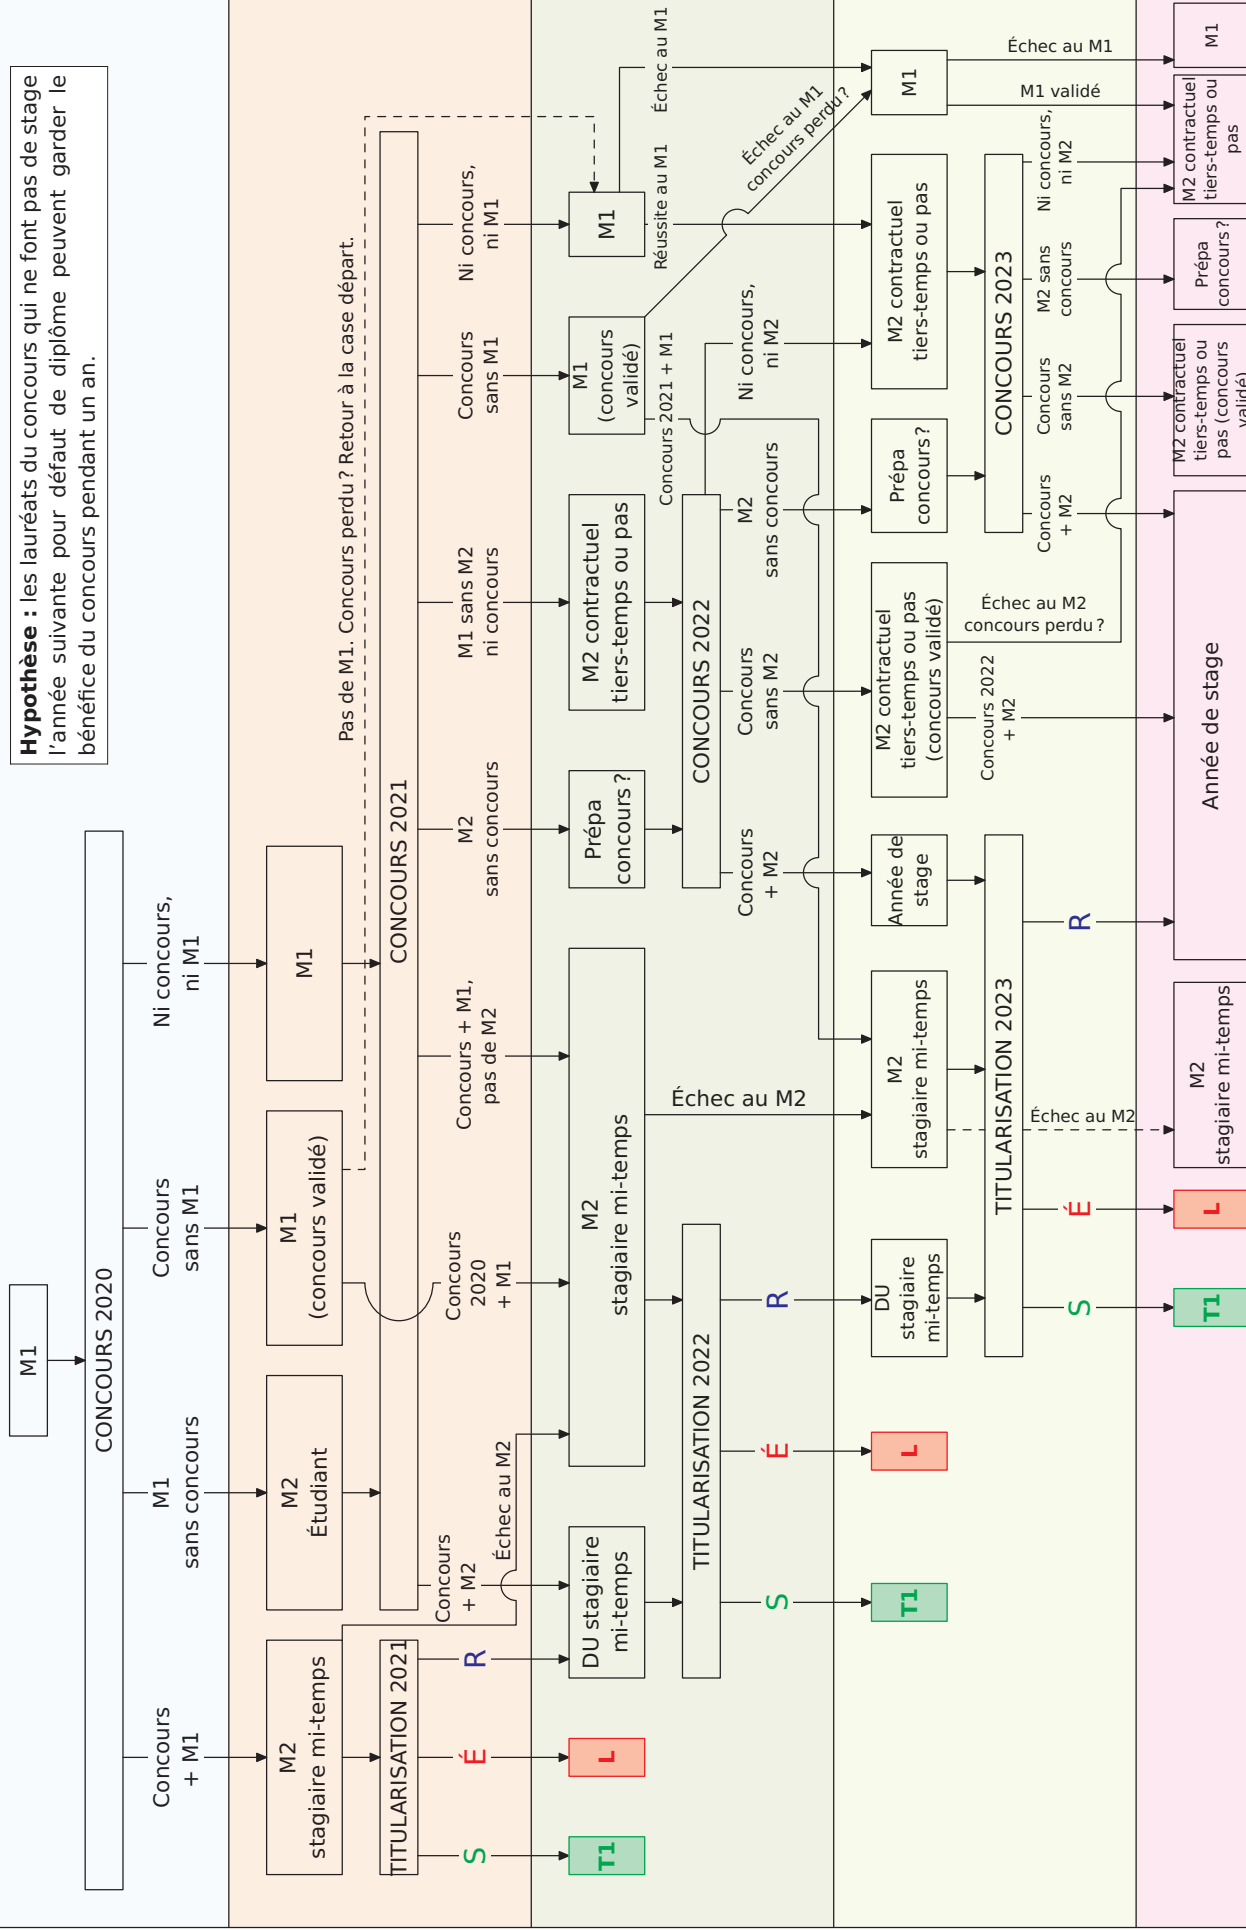 Hypothèse : les lauréats du concours qui ne font pas de stage
l'année suivante pour défaut de diplôme peuvent garder le
bénéfice du concours pendant un an.
M1
CONCOURS 2020
Concours
+ M1
M1
sans concours
Concours
sans M1
Ni concours,
ni M1
M2
stagiaire mi-temps
M2
Étudiant
M1
(concours validé)
M1
Pas de M1. Concours perdu ? Retour à la case départ.
TITULARISATION 2021
CONCOURS 2021
S
É
R
Concours
+ M2
Échec au M2
Concours
2020
+ M1
Concours + M1,
pas de M2
M2
sans concours
M1 sans M2
ni concours
Concours
sans M1
Ni concours,
ni M1
T1
L
DU stagiaire
mi-temps
M2
stagiaire mi-temps
Prépa
concours ?
M2 contractuel
tiers-temps ou pas
M1
(concours
validé)
M1
TITULARISATION 2022
CONCOURS 2022
Concours 2021 + M1
Réussite au M1
Échec au M1
Échec au M1
concours perdu ?
S
É
R
Échec au M2
Concours
+ M2
Concours
sans M2
M2
sans concours
Ni concours,
ni M2
T1
L
DU
stagiaire
mi-temps
M2
stagiaire mi-temps
Année de
stage
M2 contractuel
tiers-temps ou pas
(concours validé)
Prépa
concours ?
M2 contractuel
tiers-temps ou pas
M1
TITULARISATION 2023
CONCOURS 2023
S
É
Échec au M2
R
Concours 2022
+ M2
Échec au M2
concours perdu ?
Concours
+ M2
Concours
sans M2
M2 sans
concours
Ni concours,
ni M2
M1 validé
Échec au M1
T1
L
M2
stagiaire mi-temps
Année de stage
M2 contractuel
tiers-temps ou
pas (concours
validé)
Prépa
concours ?
M2 contractuel
tiers-temps ou
pas
M1